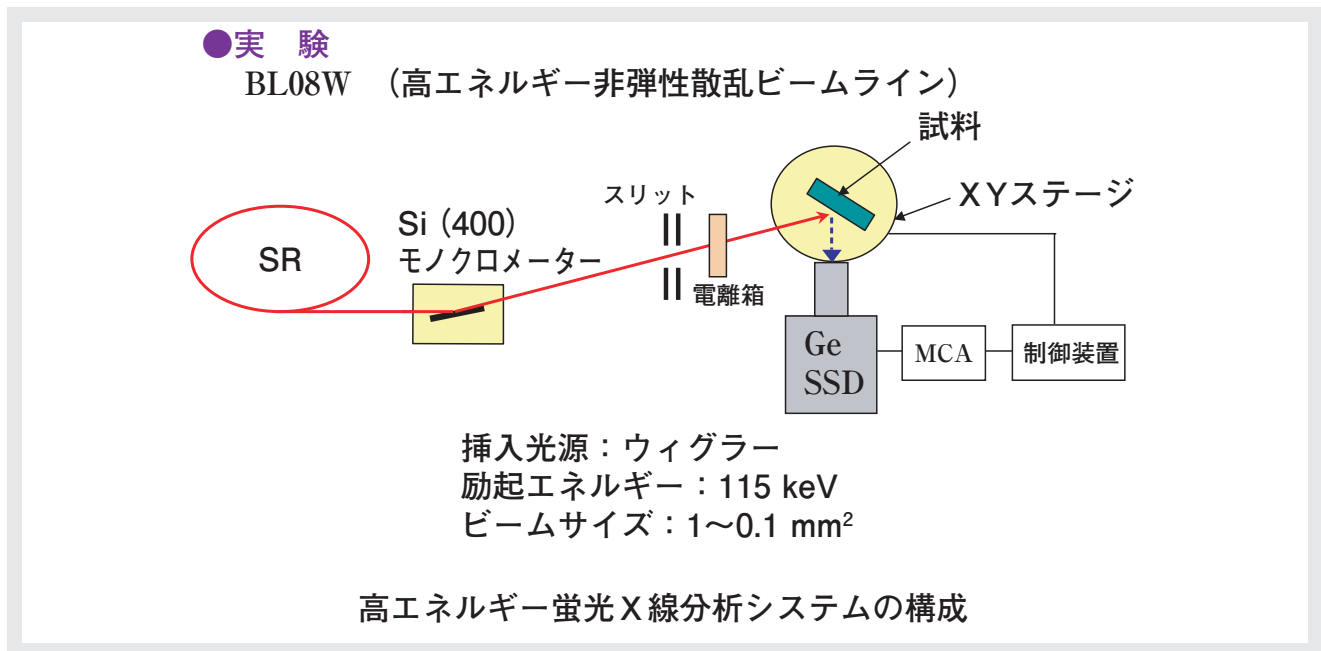 ●実 験
BL08W （高エネルギー非弾性散乱ビームライン）
試料
スリット
XYステージ
Si（400）
モノクロメーター
SR
電離箱
Ge
SSD
MCA
制御装置
挿入光源：ウィグラー
励起エネルギー：115 keV
ビームサイズ：1〜0.1 mm²
高エネルギー蛍光X線分析システムの構成